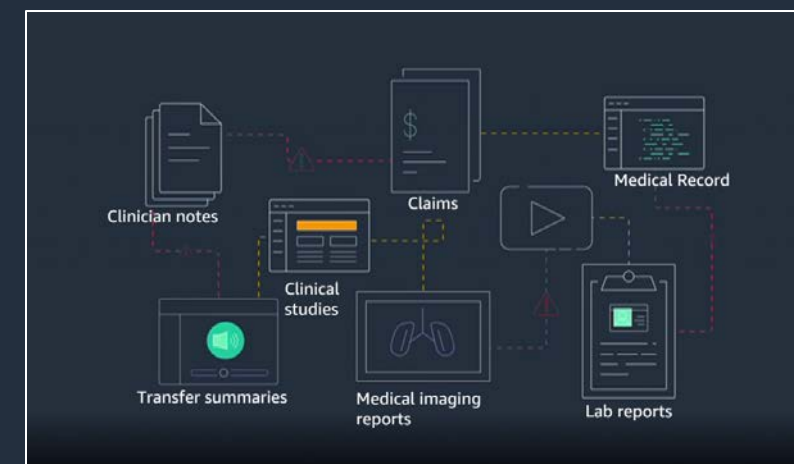 $
Claims
Medical Record
Clinician notes
Clinical
studies
Transfer summaries
Medical imaging
reports
Lab reports